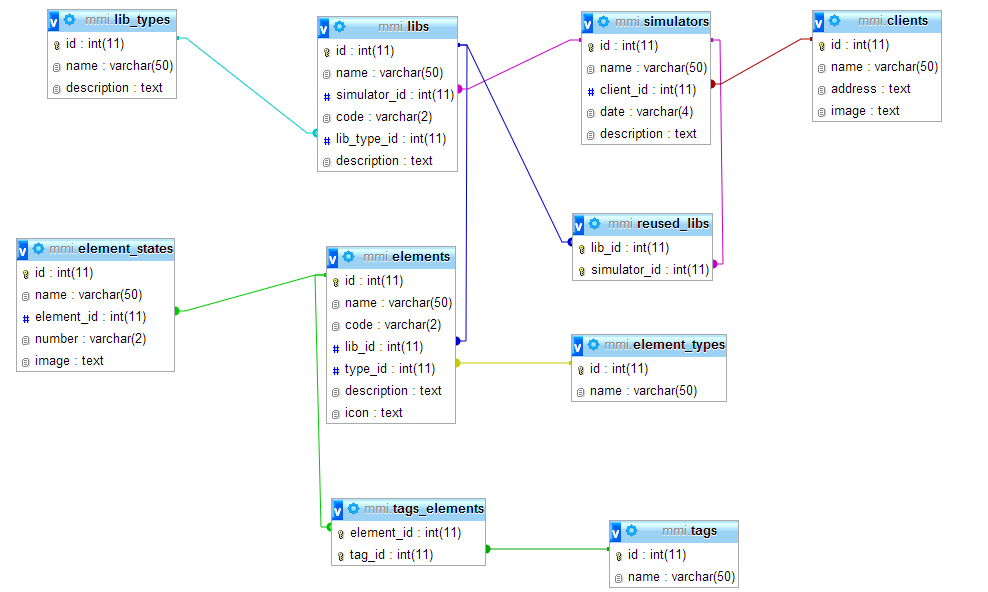 v mmi.lib_types
id : int(11)
name : varchar(50)
description : text
v mmi.libs
id : int(11)
name : varchar(50)
# simulator_id : int(11)
code : varchar(2)
# lib_type_id : int(11)
description : text
v mmi.simulators
id : int(11)
name : varchar(50)
# client_id : int(11)
date : varchar(4)
description : text
v mmi.clients
id : int(11)
name : varchar(50)
address : text
image : text
v mmi.element_states
id : int(11)
name : varchar(50)
# element_id : int(11)
number : varchar(2)
image : text
v mmi.elements
id : int(11)
name : varchar(50)
code : varchar(2)
# lib_id : int(11)
# type_id : int(11)
description : text
icon : text
v mmi.reused_libs
lib_id : int(11)
simulator_id : int(11)
v mmi.element_types
id : int(11)
name : varchar(50)
v mmi.tags_elements
element_id : int(11)
tag_id : int(11)
v mmi.tags
id : int(11)
name : varchar(50)